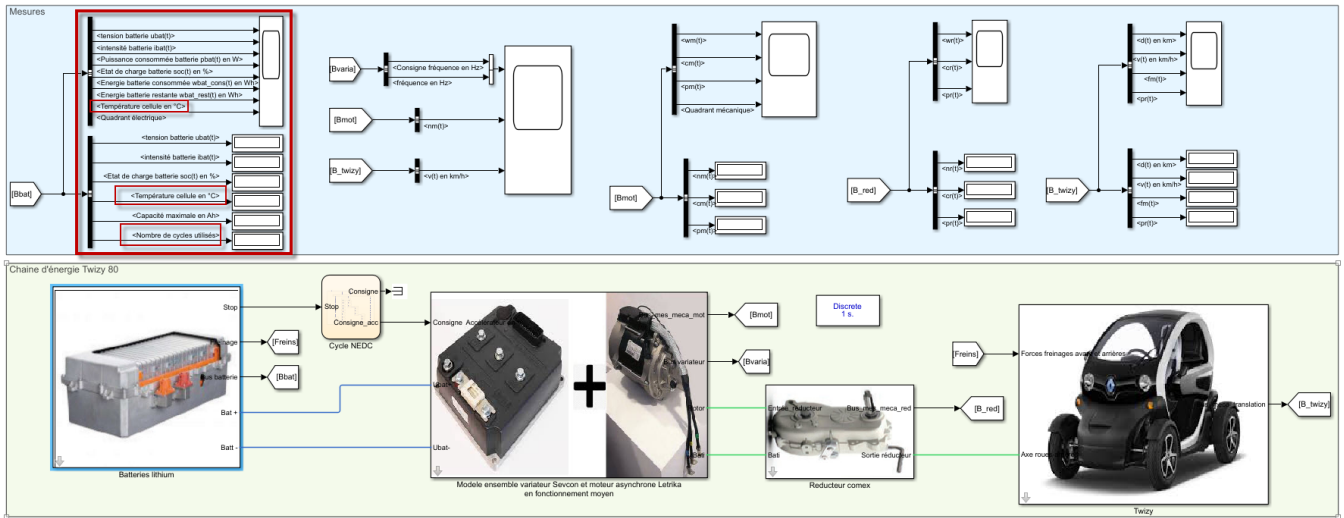 Mesures
<tension batterie ubat(t)>
<intensité batterie ibat(t)>
<Puissance consommée batterie pbat(t) en W>
<Etat de charge batterie soc(t) en %>
<Energie batterie consommée wbat_cons(t) en Wh>
<Energie batterie restante wbat_rest(t) en Wh>
<Température cellule en °C>
<Quadrant électrique>
<tension batterie ubat(t)>
<intensité batterie ibat(t)>
<Etat de charge batterie soc(t) en %>
<Température cellule en °C>
<Capacité maximale en Ah>
<Nombre de cycles utilisés>
[Bbat]
[Bvaria]
<Consigne fréquence en Hz>
<fréquence en Hz>
[Bmot]
<nm(t)>
[B_twizy]
<v(t) en km/h>
<wm(t)>
<cm(t)>
<pm(t)>
<Quadrant mécanique>
[Bmot]
<nm(t)>
<cm(t)>
<pm(t)>
<wr(t)>
<cr(t)>
<pr(t)>
[B_red]
<nr(t)>
<cr(t)>
<pr(t)>
<d(t) en km>
<v(t) en km/h>
<fm(t)>
<pr(t)>
[B_twizy]
<d(t) en km>
<v(t) en km/h>
<fm(t)>
<pr(t)>
Chaine d'énergie Twizy 80
Stop
[Freins]
[Bbat]
Bat +
Batt -
Batteries lithium
Stop
Consigne
Consigne_acc
Cycle NEDC
Consigne
Ubat-
Modele ensemble variateur Sevcon et moteur asynchrone Letrika
en fonctionnement moyen
[Bmot]
[Bvaria]
Discrete
1 s.
Bus_mes_meca_red
Bati
Sortie réducteur
Reducteur comex
[B_red]
[Freins]
Forces freinages avant et arrières
translation
[B_twizy]
Twizy